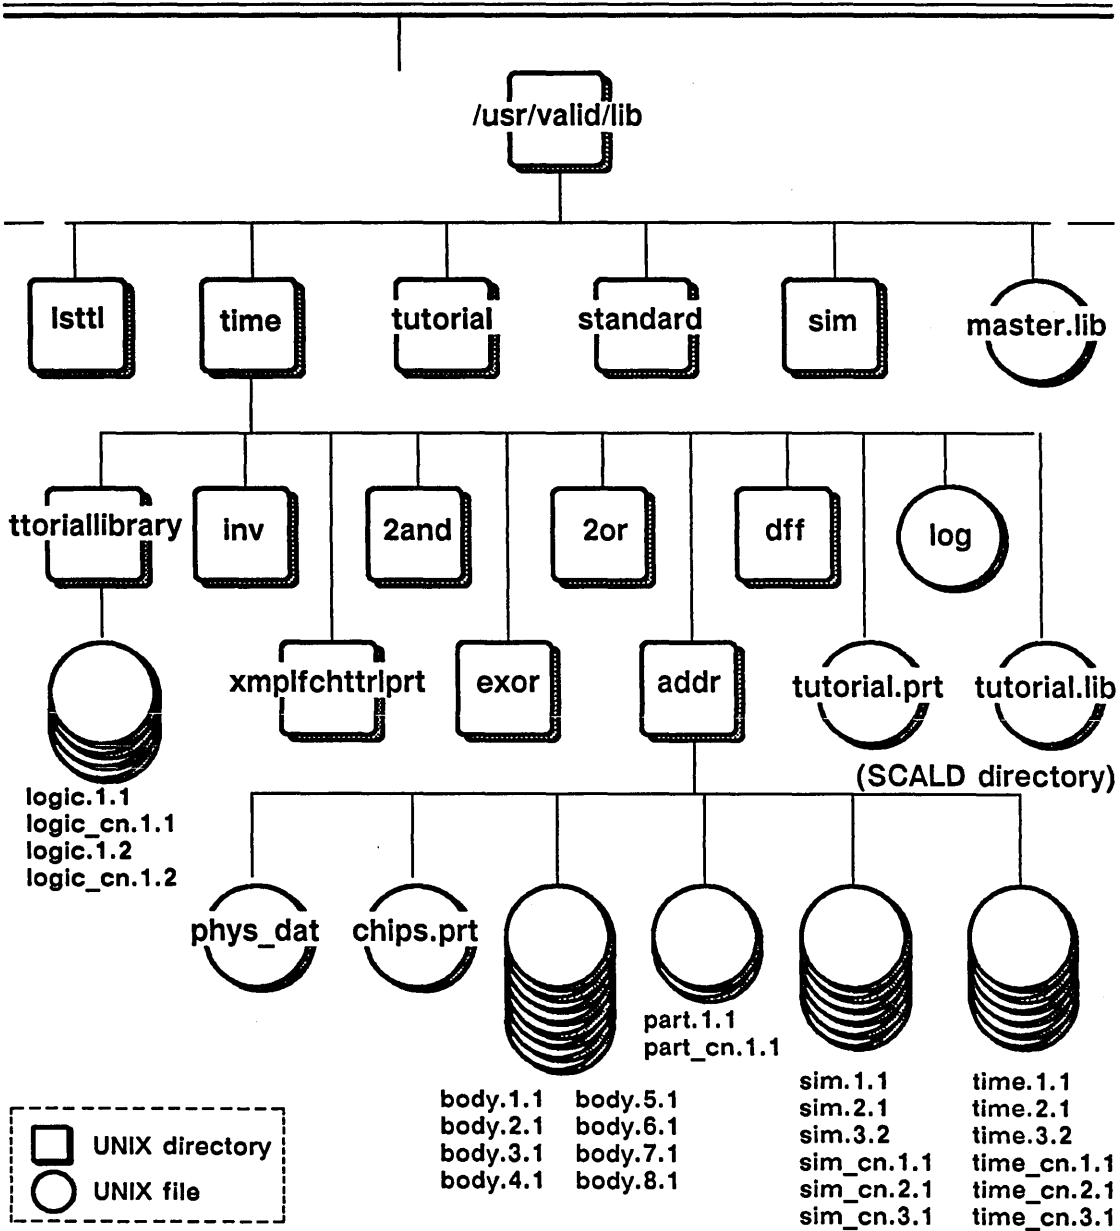 /usr/valid/lib
lsttl
time
tutorial
standard
sim
master.lib
ttoriallibrary
inv
2and
2or
dff
log
xmplfchttrlprt
exor
addr
tutorial.prt
tutorial.lib
(SCALD directory)
logic.1.1
logic_cn.1.1
logic.1.2
logic_cn.1.2
phys_dat
chips.prt
part.1.1
part_cn.1.1
body.1.1 body.5.1
body.2.1 body.6.1
body.3.1 body.7.1
body.4.1 body.8.1
sim.1.1
sim.2.1
sim.3.2
sim_cn.1.1
sim_cn.2.1
sim_cn.3.1
time.1.1
time.2.1
time.3.2
time_cn.1.1
time_cn.2.1
time_cn.3.1
UNIX directory
UNIX file